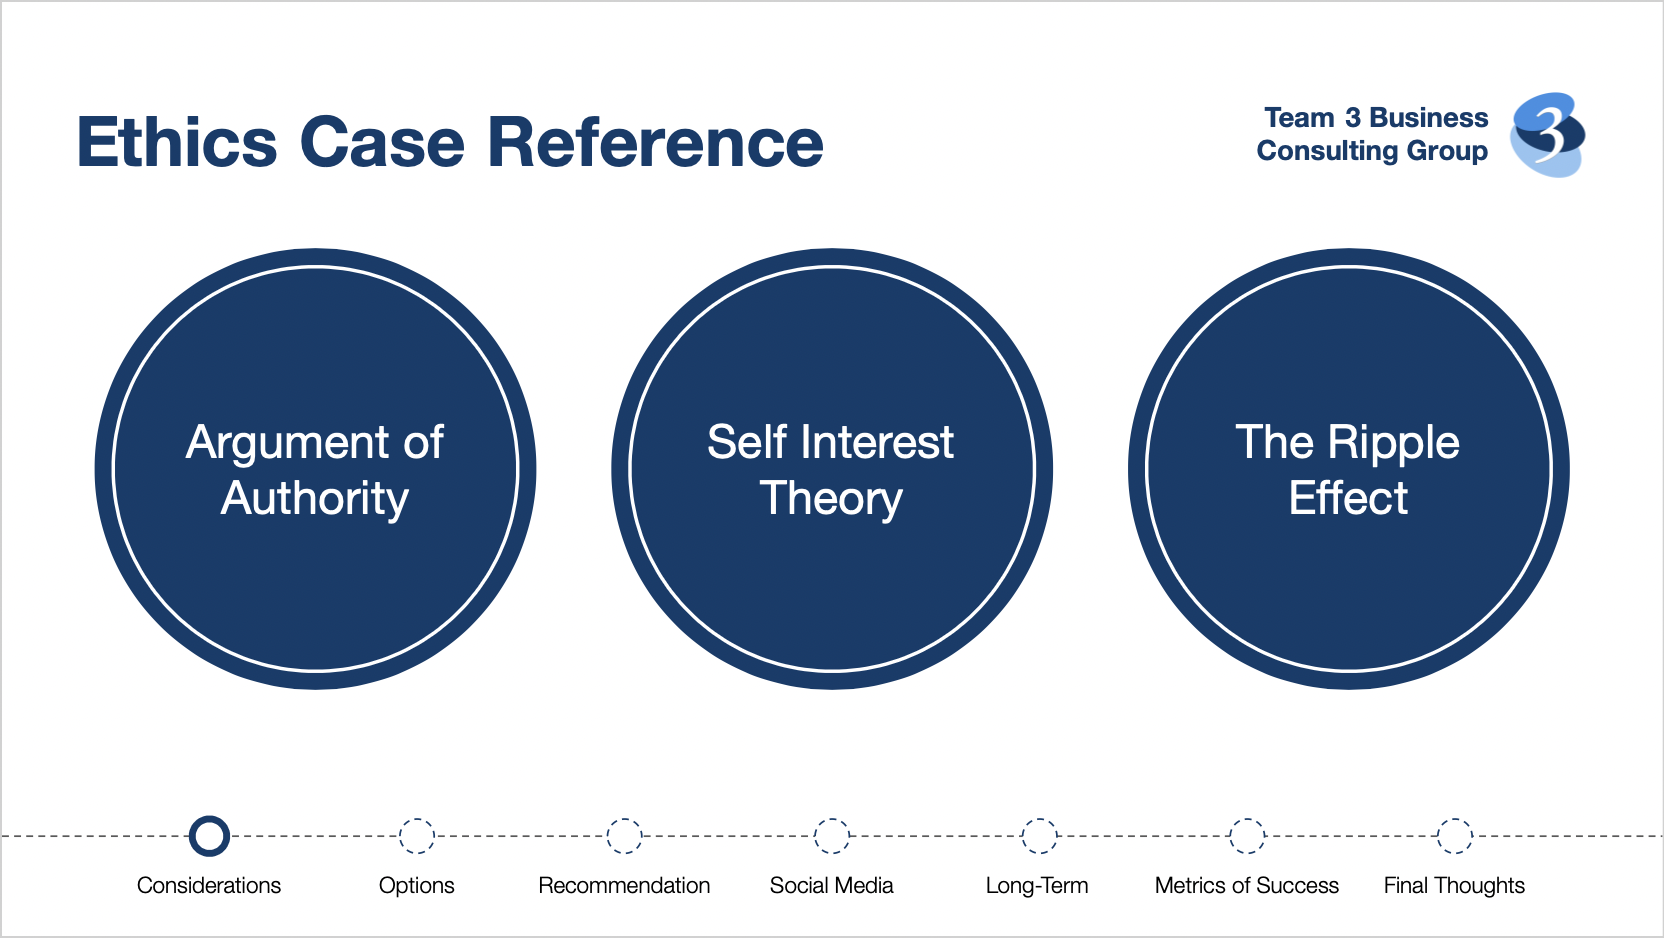 Ethics Case Reference
Team 3 Business
Consulting Group
3
Argument of
Authority
Self Interest
Theory
The Ripple
Effect
Considerations
Options
Recommendation
Social Media
Long-Term
Metrics of Success
Final Thoughts